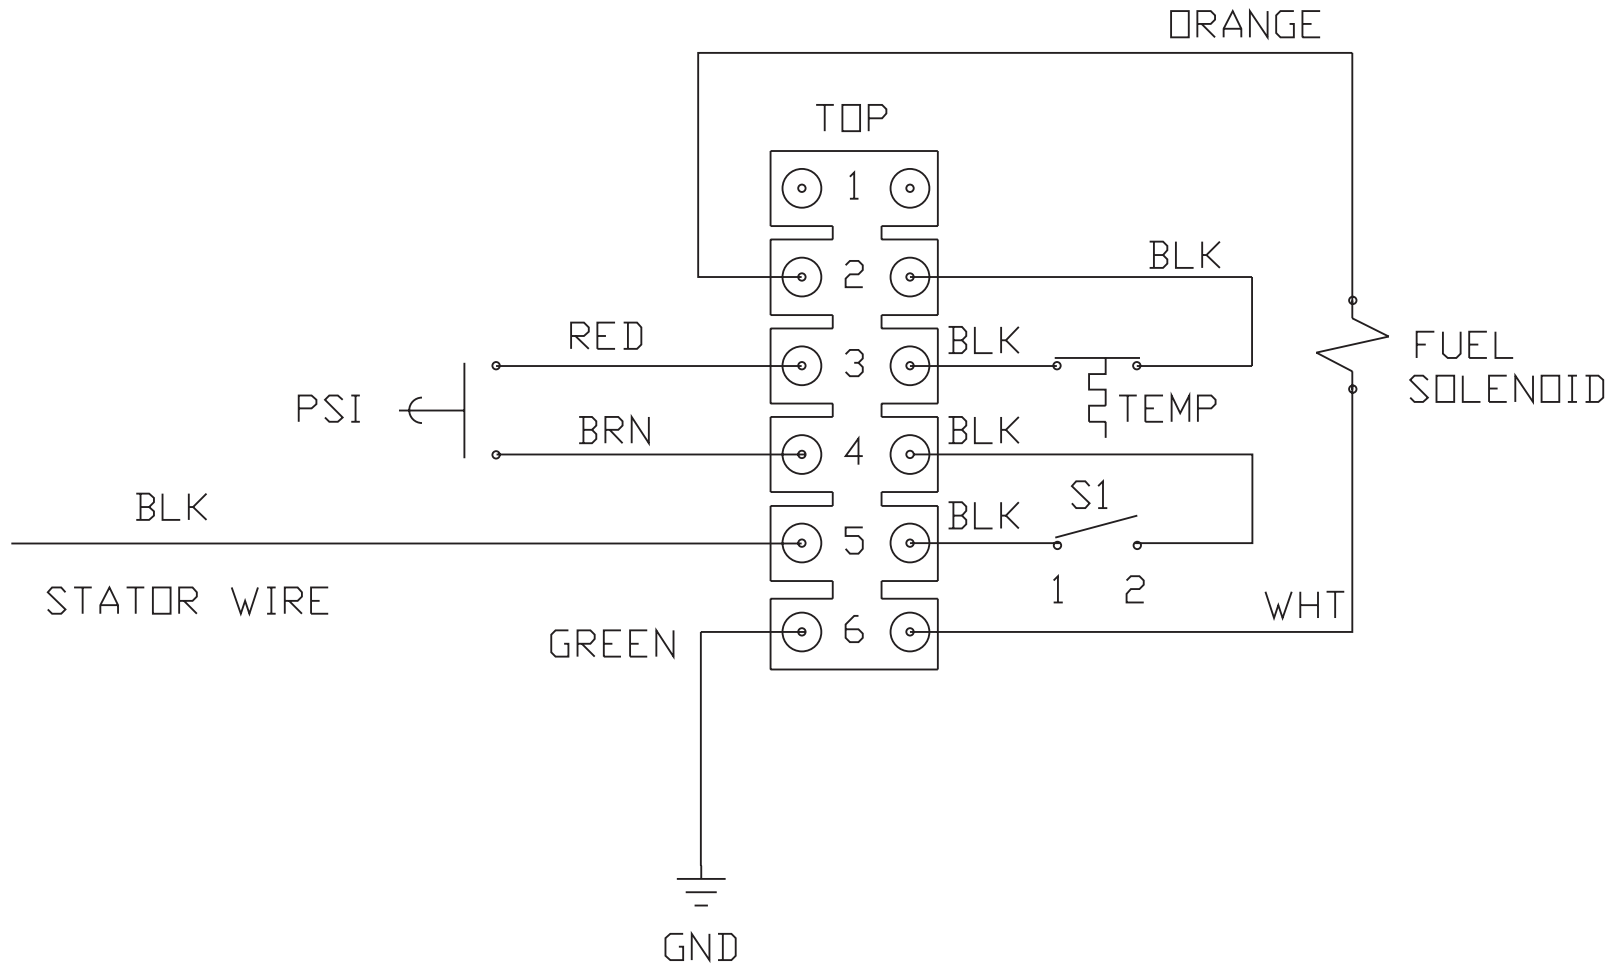 ORANGE
TOP
1
2
BLK
RED
3
BLK
FUEL
SOLENOID
PSI
TEMP
BRN
4
BLK
BLK
5
BLK
S1
STATOR WIRE
1 2
WHT
GREEN
6
GND